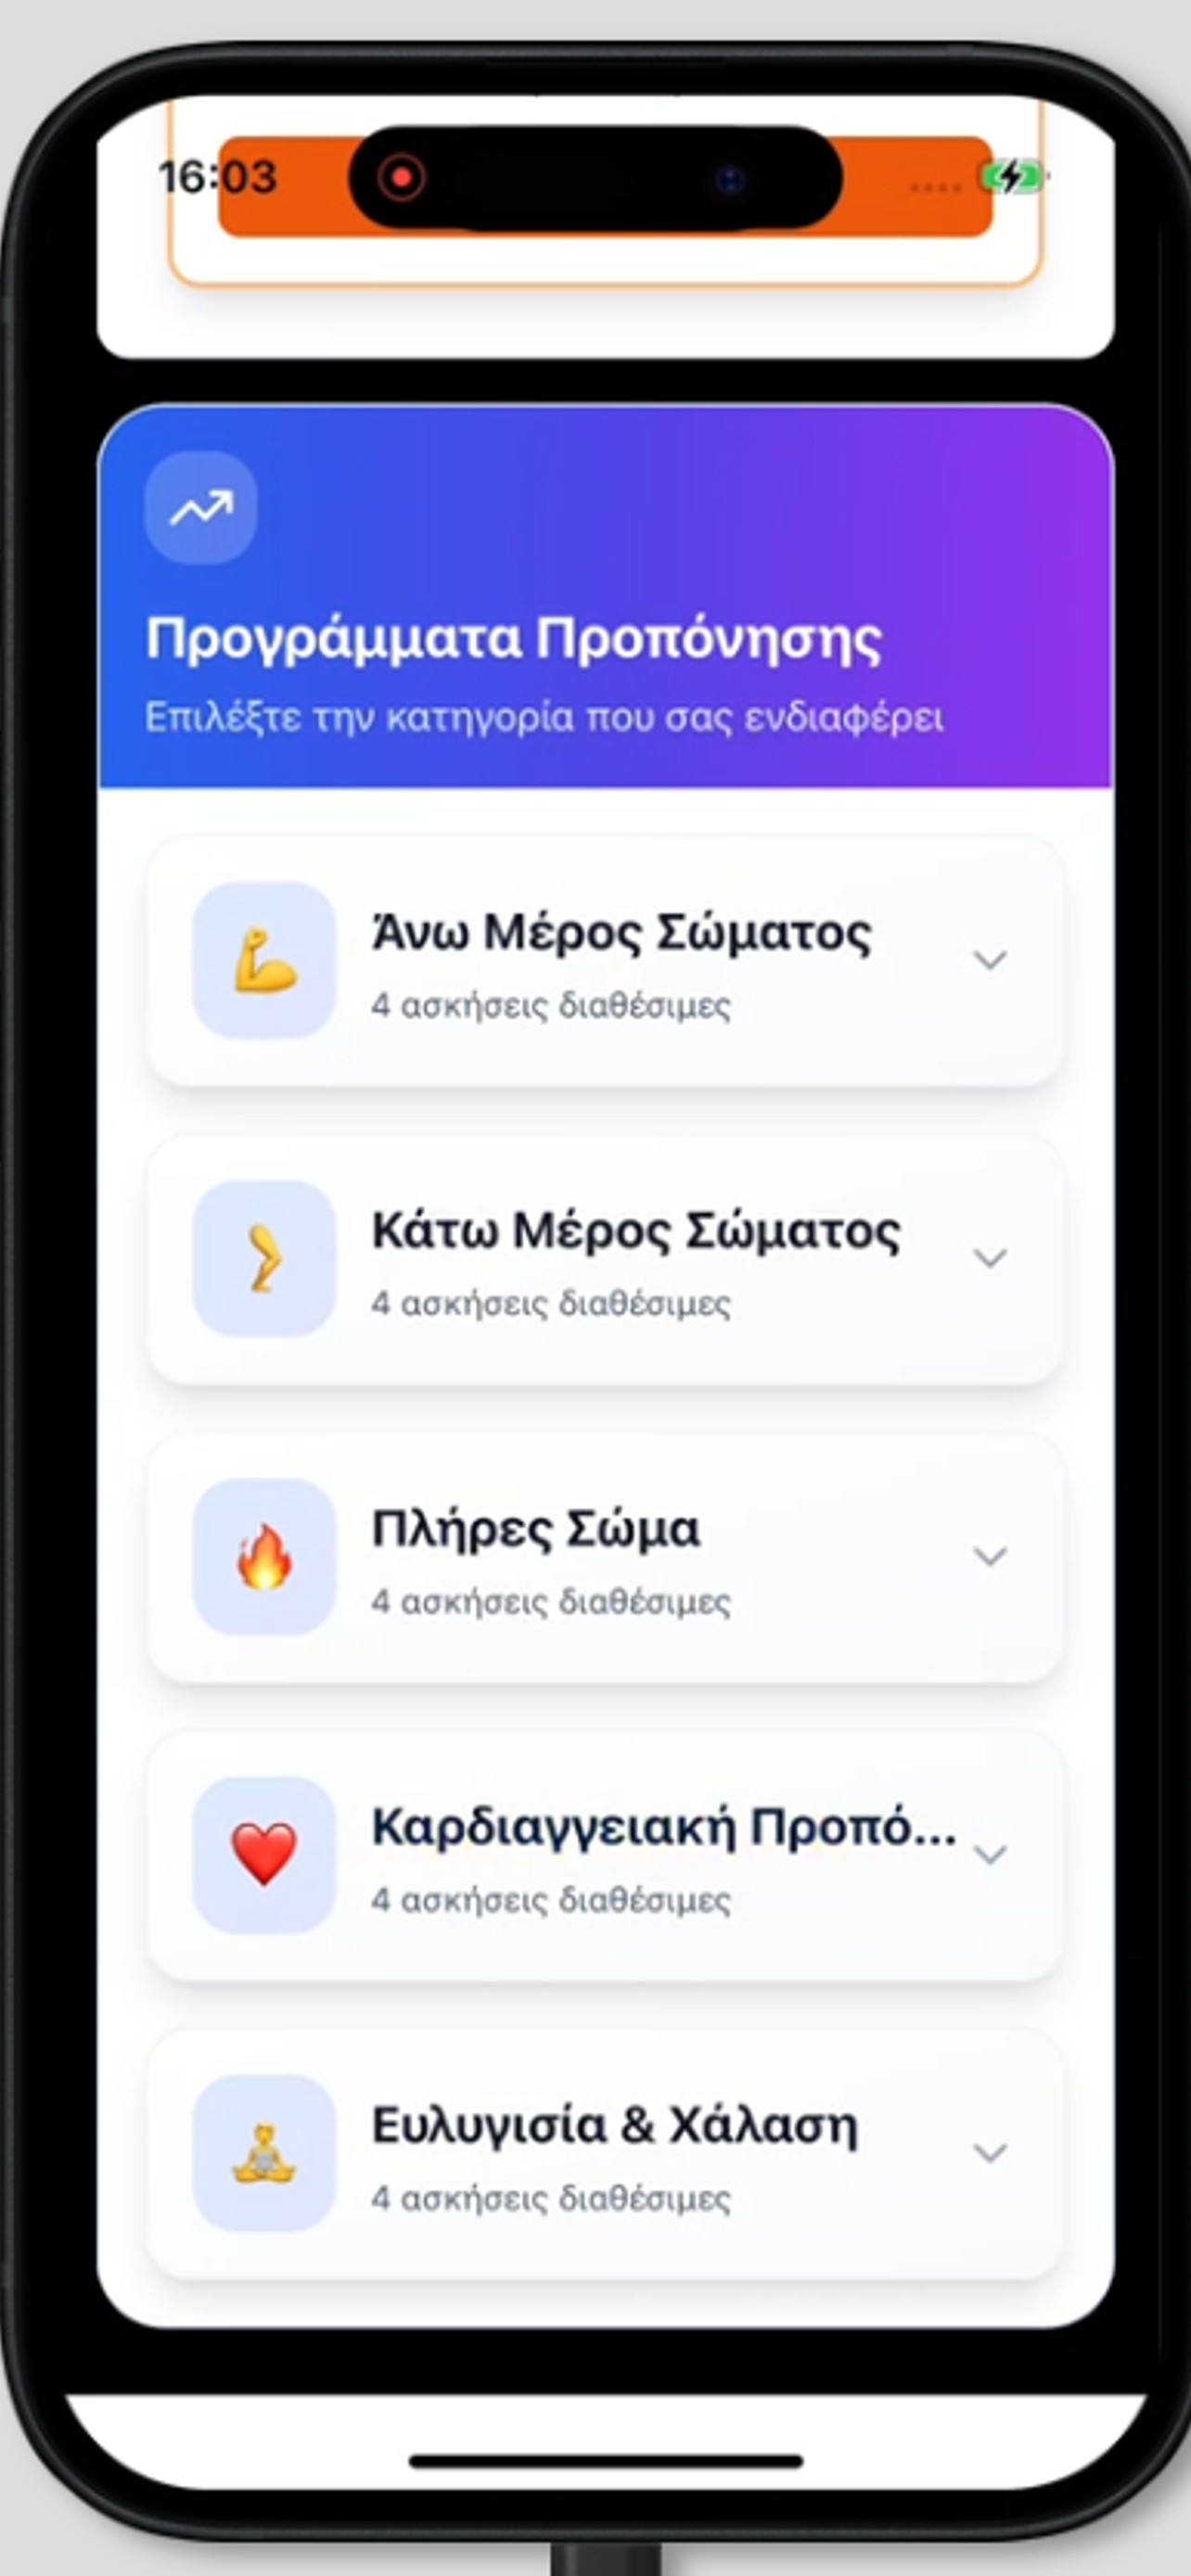 16:03
Προγράμματα Προπόνησης
Επιλέξτε την κατηγορία που σας ενδιαφέρει
Άνω Μέρος Σώματος
4 ασκήσεις διαθέσιμες
Κάτω Μέρος Σώματος
4 ασκήσεις διαθέσιμες
Πλήρες Σώμα
4 ασκήσεις διαθέσιμες
Καρδιαγγειακή Προπό...
4 ασκήσεις διαθέσιμες
Ευλυγισία & Χάλαση
4 ασκήσεις διαθέσιμες